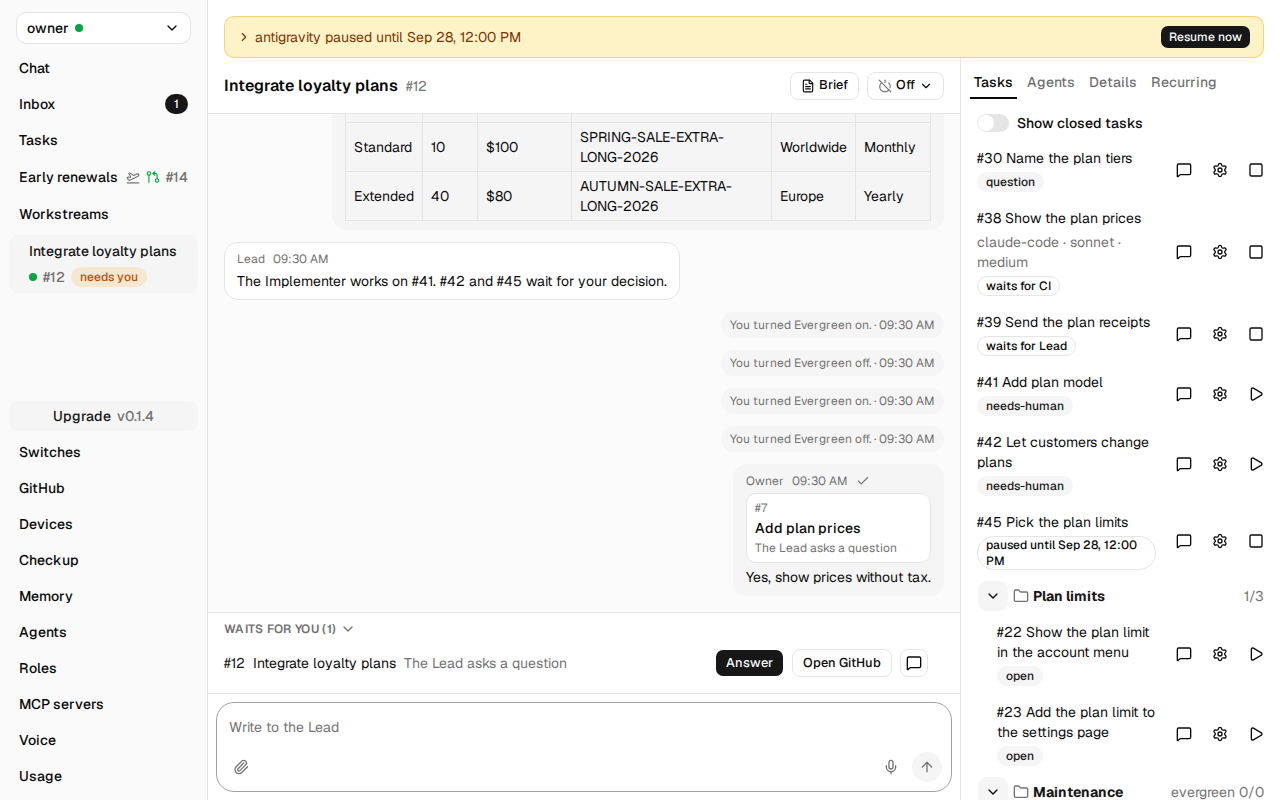 owner
Chat
Inbox
1
Tasks
Early renewals #14
Workstreams
Integrate loyalty plans
#12 needs you
Upgrade v0.1.4
Switches
GitHub
Devices
Checkup
Memory
Agents
Roles
MCP servers
Voice
Usage
antigravity paused until Sep 28, 12:00 PM
Resume now
Integrate loyalty plans #12
Brief
Off
Standard 10 $100 SPRING-SALE-EXTRA-
LONG-2026 Worldwide Monthly
Extended 40 $80 AUTUMN-SALE-EXTRA-
LONG-2026 Europe Yearly
Lead 09:30 AM
The Implementer works on #41. #42 and #45 wait for your decision.
You turned Evergreen on. · 09:30 AM
You turned Evergreen off. · 09:30 AM
You turned Evergreen on. · 09:30 AM
You turned Evergreen off. · 09:30 AM
Owner 09:30 AM
#7
Add plan prices
The Lead asks a question
Yes, show prices without tax.
WAITS FOR YOU (1)
#12 Integrate loyalty plans The Lead asks a question
Answer
Open GitHub
Write to the Lead
Tasks Agents Details Recurring
Show closed tasks
#30 Name the plan tiers
question
#38 Show the plan prices
claude-code · sonnet ·
medium
waits for CI
#39 Send the plan receipts
waits for Lead
#41 Add plan model
needs-human
#42 Let customers change
plans
needs-human
#45 Pick the plan limits
paused until Sep 28, 12:00
PM
Plan limits 1/3
#22 Show the plan limit
in the account menu
open
#23 Add the plan limit to
the settings page
open
Maintenance evergreen 0/0